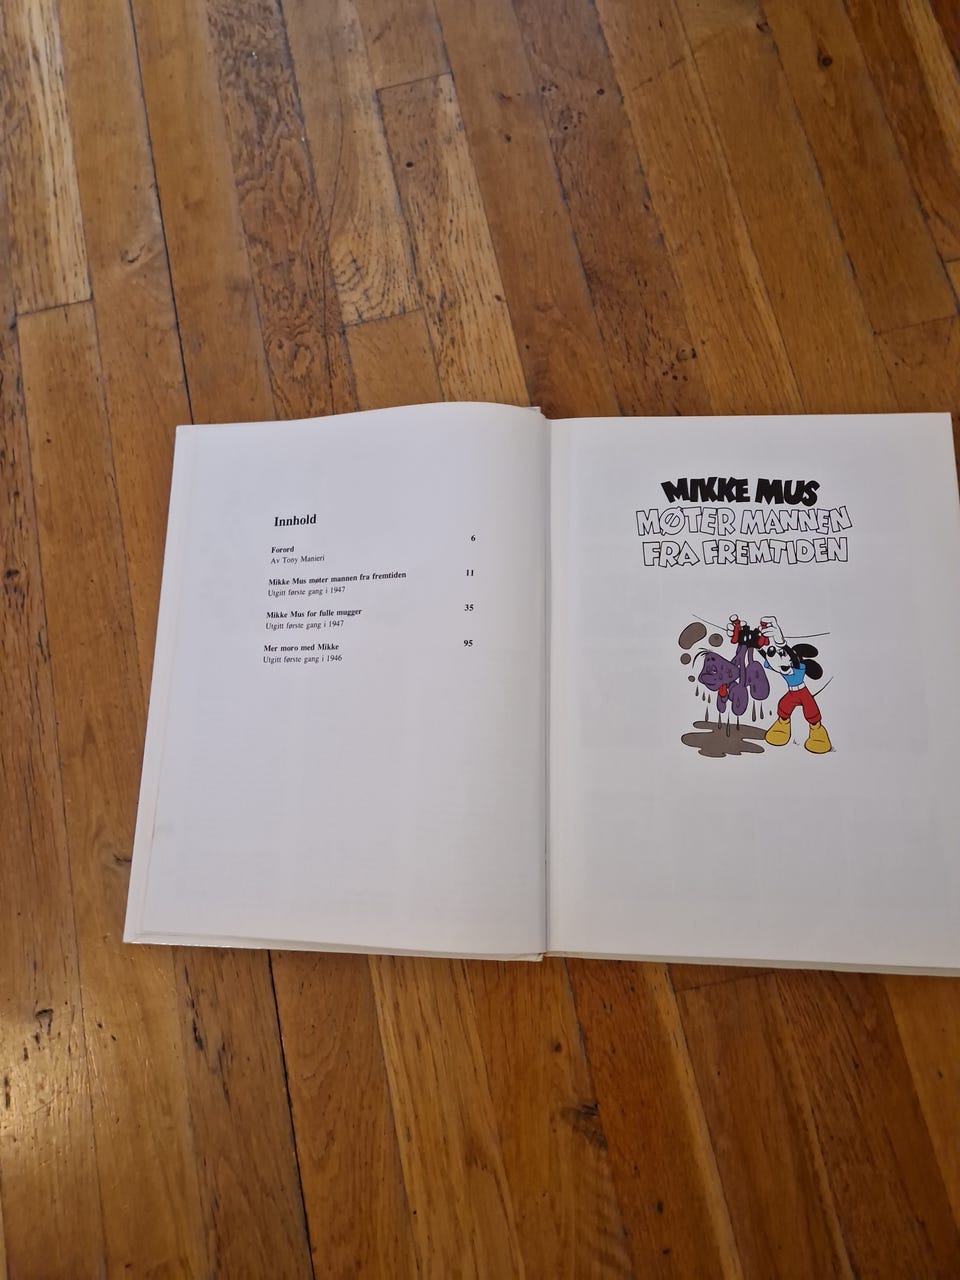 Innhold
Forord 6
Av Tony Manieri
Mikke Mus møter mannen fra fremtiden 11
Utgitt første gang i 1947
Mikke Mus for fulle mugger 35
Utgitt første gang i 1947
Mer moro med Mikke 95
Utgitt første gang i 1946
MIKKE MUS
MØTER MANNEN
FRA FREMTIDEN